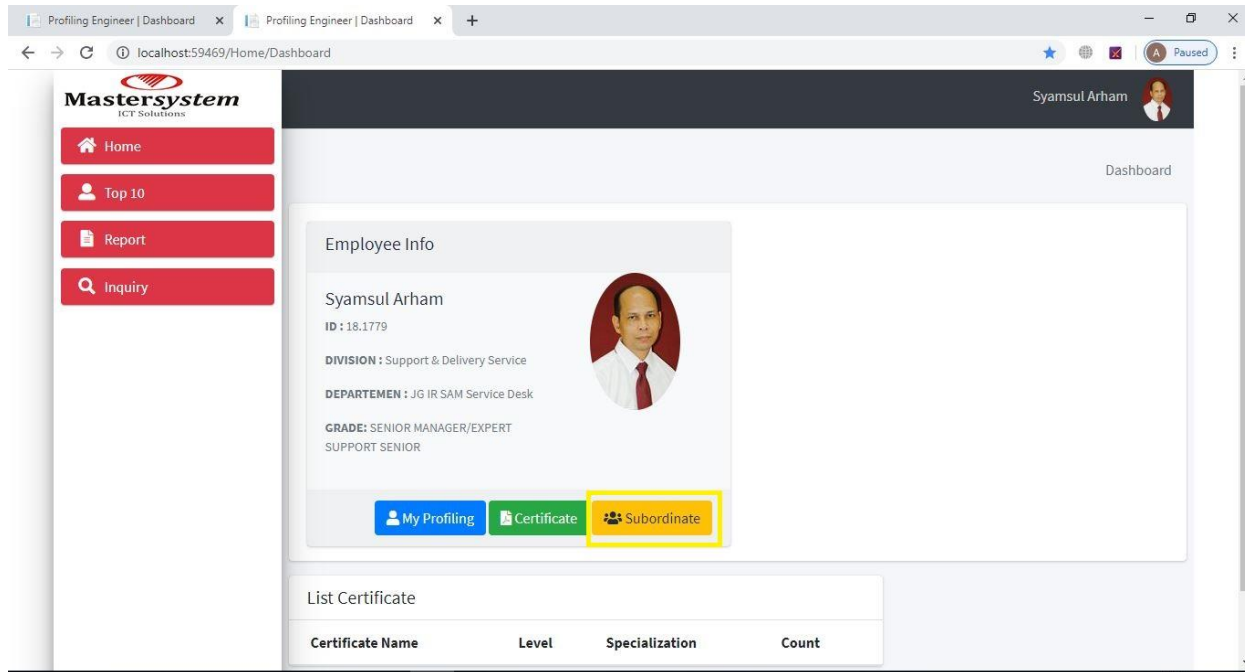 Profiling Engineer | Dashboard
Profiling Engineer | Dashboard
localhost:59469/Home/Dashboard
A Paused
Mastersystem
ICT Solutions
Syamsul Arham
Home
Dashboard
Top 10
Report
Inquiry
Employee Info
Syamsul Arham
ID : 18.1779
DIVISION : Support & Delivery Service
DEPARTEMEN : JG IR SAM Service Desk
GRADE: SENIOR MANAGER/EXPERT
SUPPORT SENIOR
My Profiling Certificate Subordinate
List Certificate
Certificate Name Level Specialization Count